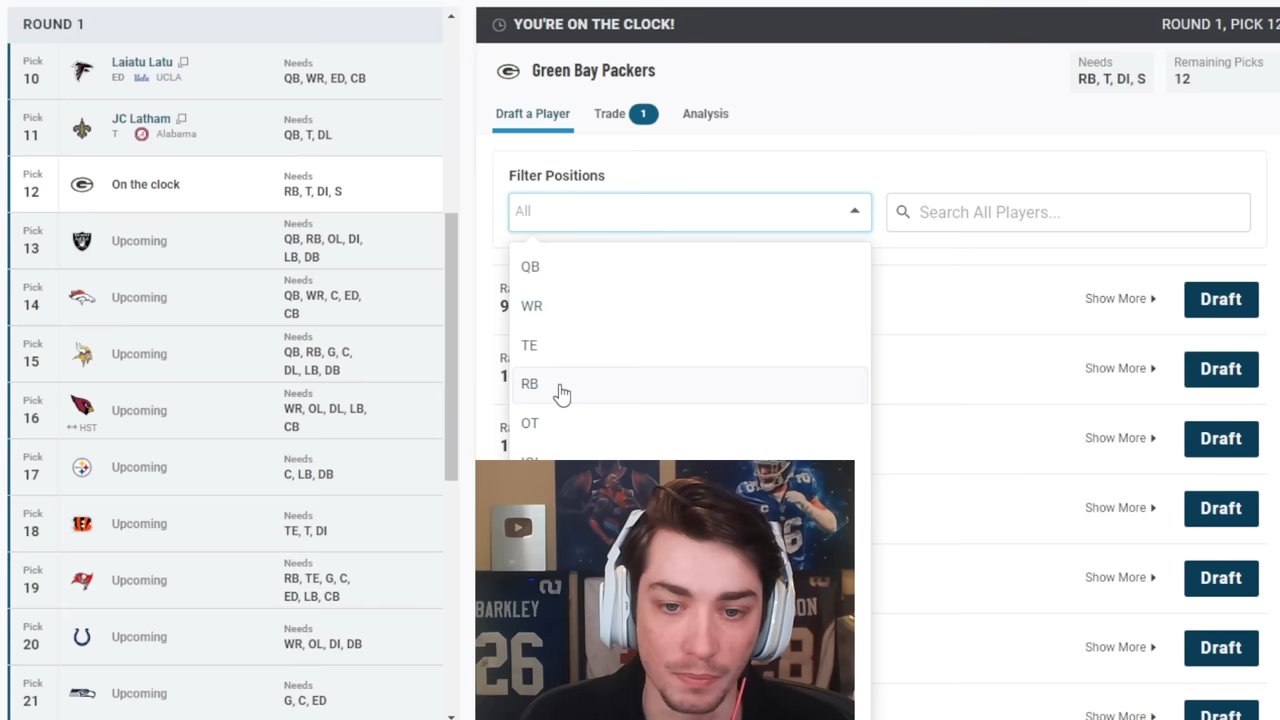 ROUND 1
Pick
10
Laiatu Latu
ED UCLA
Needs
QB, WR, ED, CB
Pick
11
JC Latham
T Alabama
Needs
QB, T, DL
Pick
12
On the clock
Needs
RB, T, DI, S
Pick
13
Upcoming
Needs
QB, RB, OL, DI,
LB, DB
Pick
14
Upcoming
Needs
QB, WR, C, ED,
CB
Pick
15
Upcoming
Needs
QB, RB, G, C,
DL, LB, DB
Pick
16
↔ HST
Upcoming
Needs
WR, OL, DL, LB,
CB
Pick
17
Upcoming
Needs
C, LB, DB
Pick
18
Upcoming
Needs
TE, T, DI
Pick
19
Upcoming
Needs
RB, TE, G, C,
ED, LB, CB
Pick
20
Upcoming
Needs
WR, OL, DI, DB
Pick
21
Upcoming
Needs
G, C, ED
YOU'RE ON THE CLOCK!
ROUND 1, PICK 12
Green Bay Packers
Needs
RB, T, DI, S
Remaining Picks
12
Draft a Player
Trade 1
Analysis
Filter Positions
All
Search All Players...
QB
WR
TE
RB
OT
Show More
Draft
Show More
Draft
Show More
Draft
Show More
Draft
Show More
Draft
Show More
Draft
Show More
Draft
BARKLEY
26
26